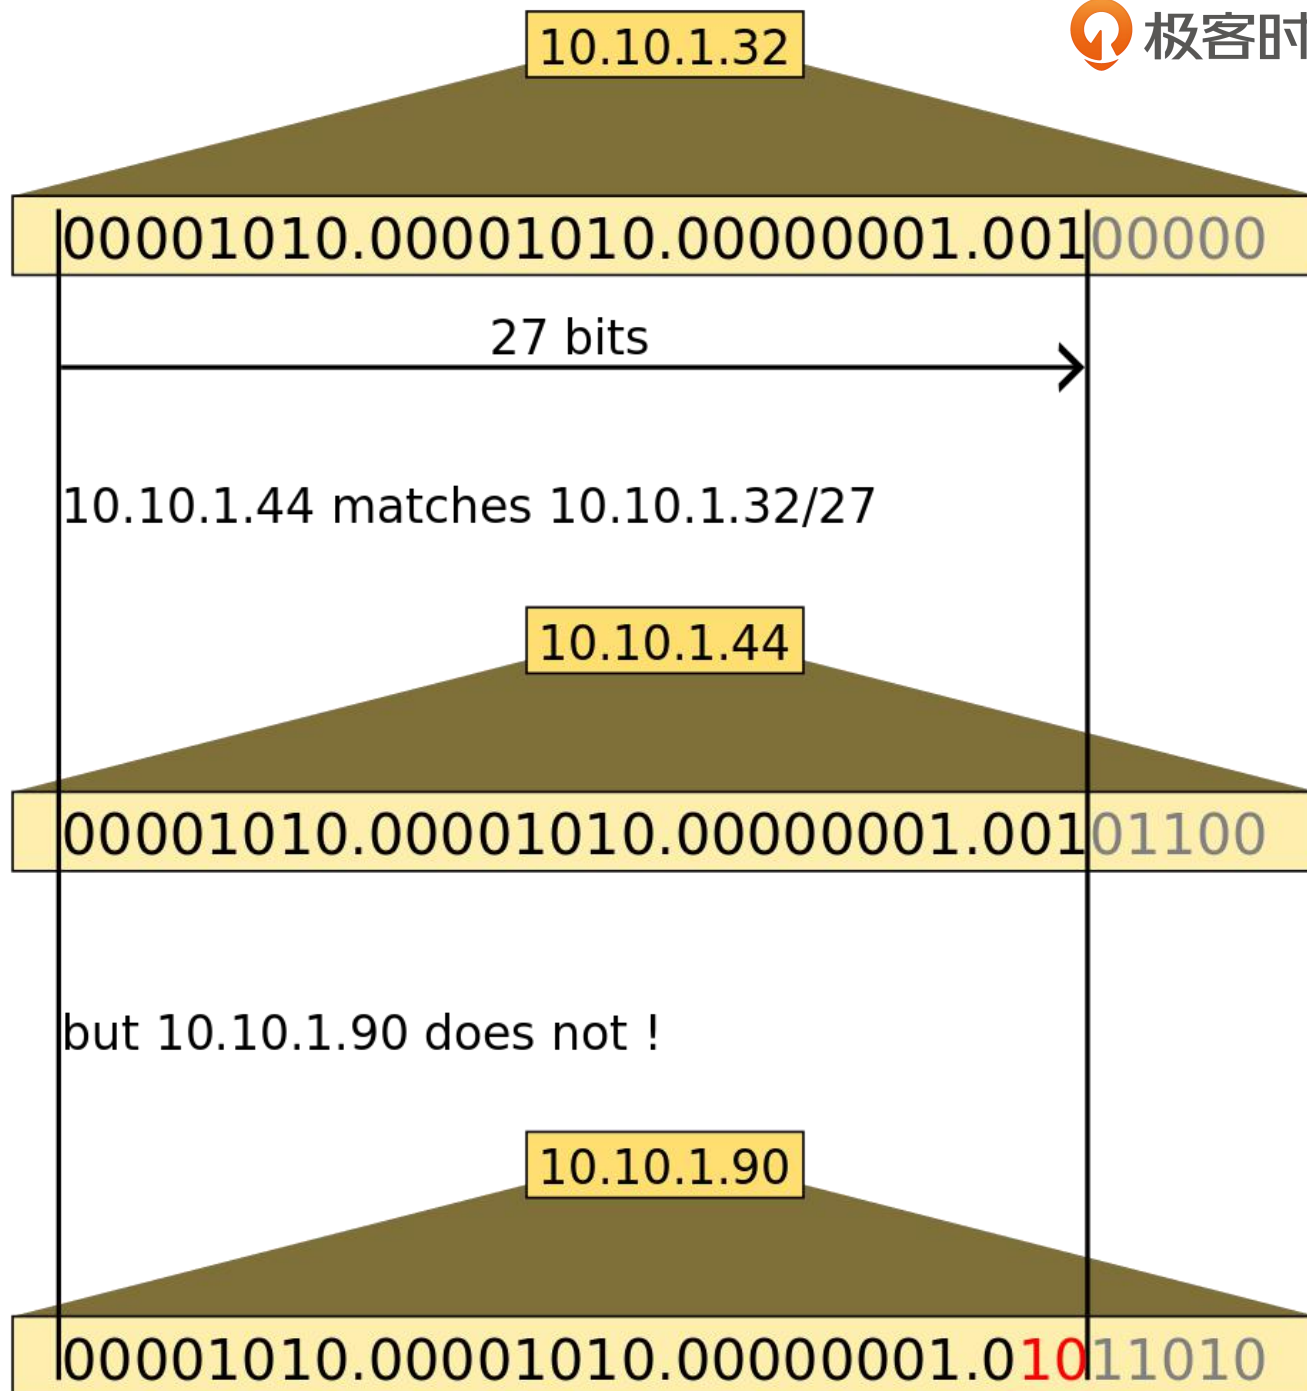 10.10.1.32
极客时
00001010.00001010.00000001.00100000
27 bits
10.10.1.44 matches 10.10.1.32/27
10.10.1.44
00001010.00001010.00000001.00101100
but 10.10.1.90 does not !
10.10.1.90
00001010.00001010.00000001.01011010